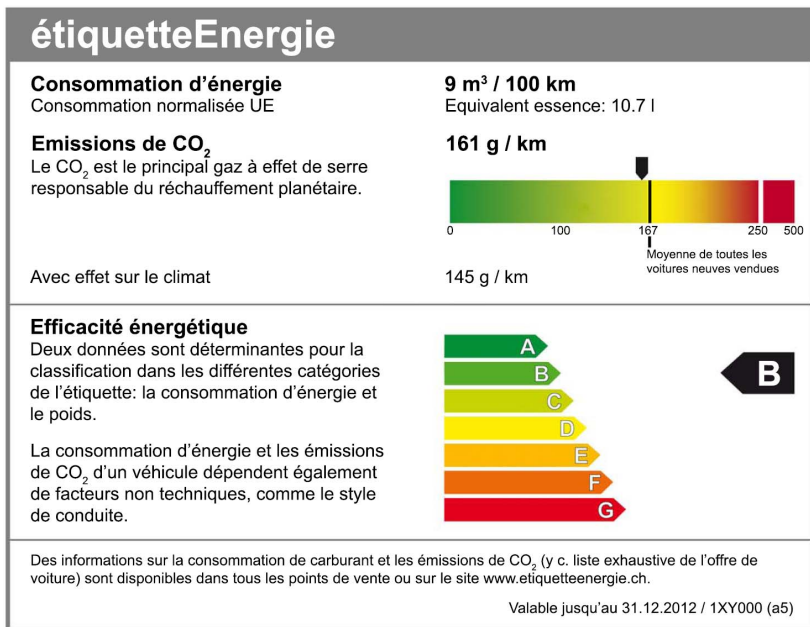 étiquetteEnergie
Consommation d'énergie
9 m³ / 100 km
Consommation normalisée UE
Equivalent essence: 10.7 l
Emissions de CO₂
161 g / km
Le CO₂ est le principal gaz à effet de serre
responsable du réchauffement planétaire.
0
100
167
250
500
Moyenne de toutes les
voitures neuves vendues
Avec effet sur le climat
145 g / km
Efficacité énergétique
Deux données sont déterminantes pour la
classification dans les différentes catégories
de l'étiquette: la consommation d'énergie et
le poids.
La consommation d'énergie et les émissions
de CO₂ d'un véhicule dépendent également
de facteurs non techniques, comme le style
de conduite.
A
B
C
D
E
F
G
B
Des informations sur la consommation de carburant et les émissions de CO₂ (y c. liste exhaustive de l'offre de
voiture) sont disponibles dans tous les points de vente ou sur le site www.etiquetteenergie.ch.
Valable jusqu'au 31.12.2012 / 1XY000 (a5)